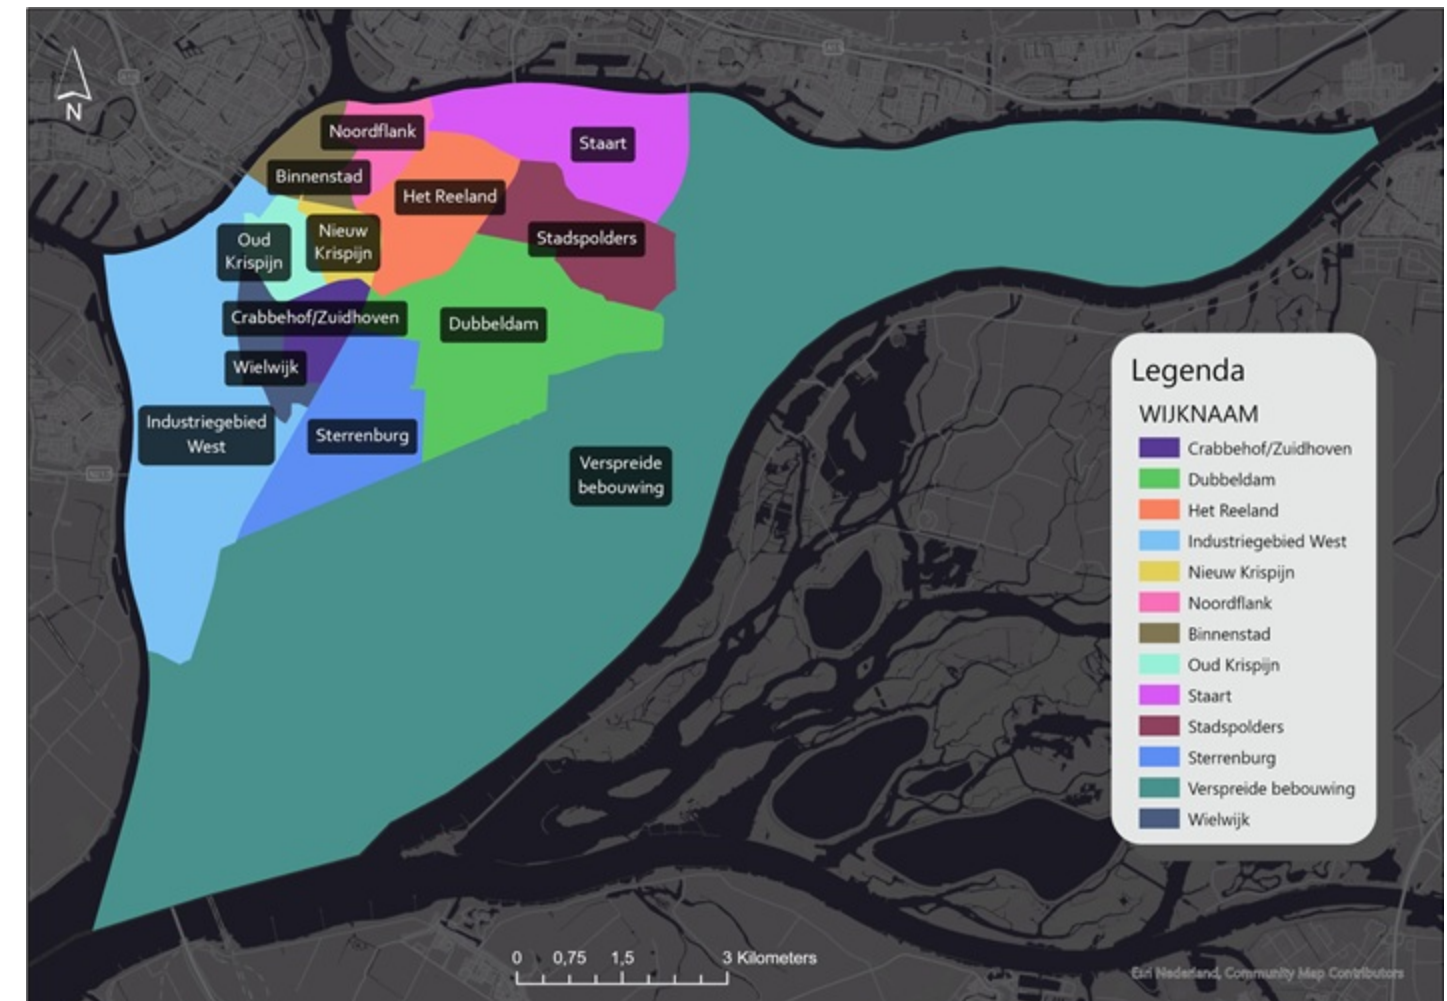 N
Noordflank
Staart
Binnenstad
Het Reeland
Oud
Krispijn
Nieuw
Krispijn
Stadspolders
Crabbehof/Zuidhoven
Dubbeldam
Wielwijk
Industriegebied
West
Sterrenburg
Verspreide
bebouwing
Legenda
WIJKNAAM
Crabbehof/Zuidhoven
Dubbeldam
Het Reeland
Industriegebied West
Nieuw Krispijn
Noordflank
Binnenstad
Oud Krispijn
Staart
Stadspolders
Sterrenburg
Verspreide bebouwing
Wielwijk
0 0,75 1,5 3 Kilometers
Esri Nederland, Community Map Contributors